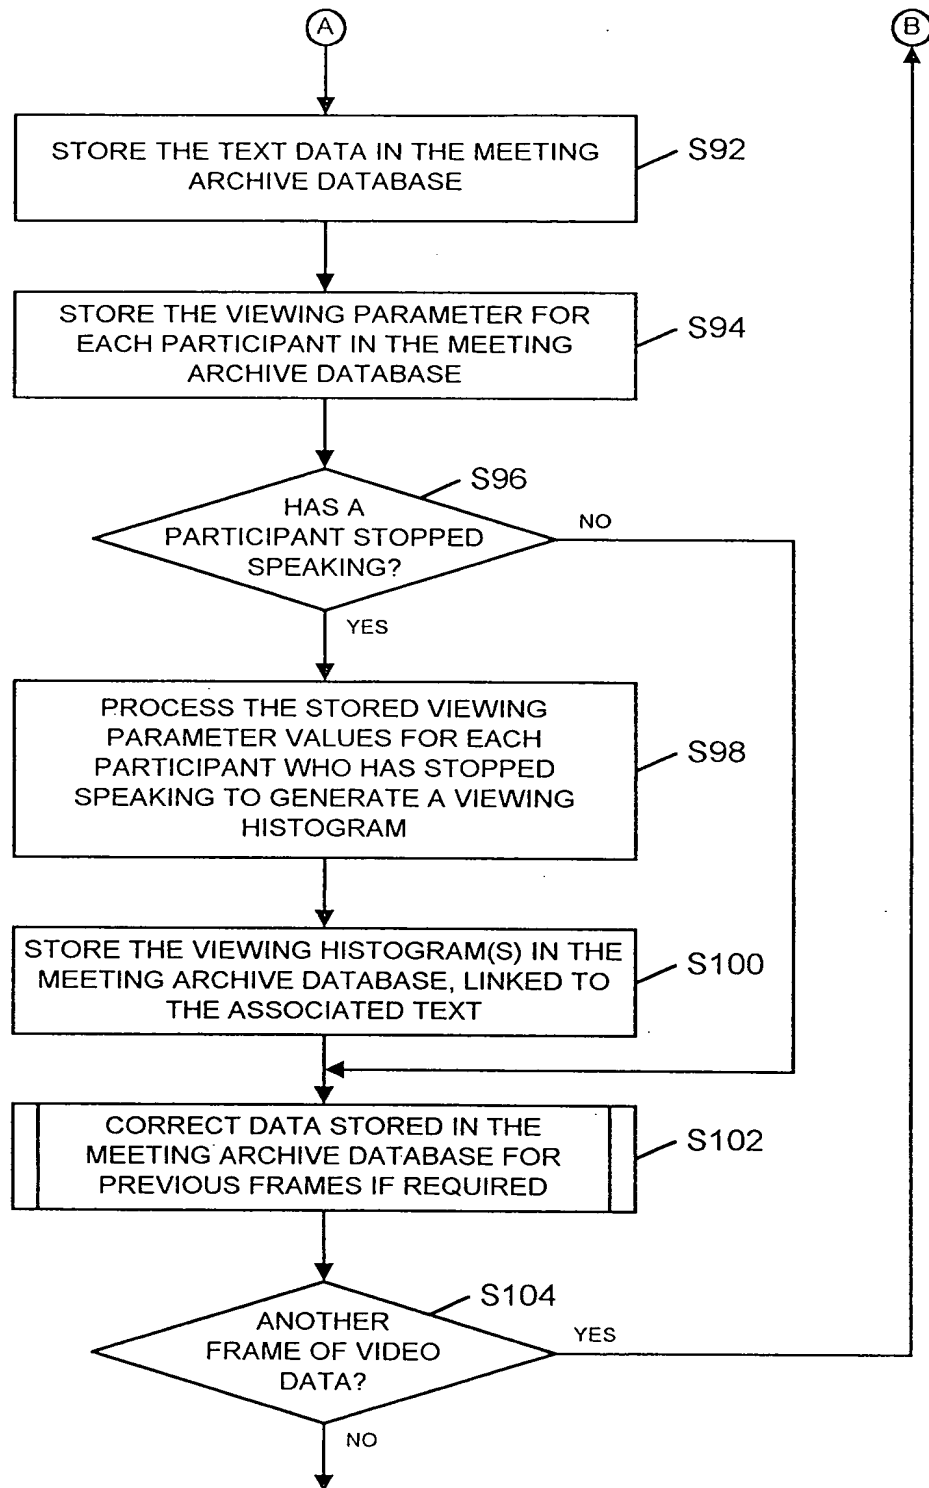 A
B
STORE THE TEXT DATA IN THE MEETING
ARCHIVE DATABASE
S92
STORE THE VIEWING PARAMETER FOR
EACH PARTICIPANT IN THE MEETING
ARCHIVE DATABASE
S94
HAS A
PARTICIPANT STOPPED
SPEAKING?
S96
NO
YES
PROCESS THE STORED VIEWING
PARAMETER VALUES FOR EACH
PARTICIPANT WHO HAS STOPPED
SPEAKING TO GENERATE A VIEWING
HISTOGRAM
S98
STORE THE VIEWING HISTOGRAM(S) IN THE
MEETING ARCHIVE DATABASE, LINKED TO
THE ASSOCIATED TEXT
S100
CORRECT DATA STORED IN THE
MEETING ARCHIVE DATABASE FOR
PREVIOUS FRAMES IF REQUIRED
S102
ANOTHER
FRAME OF VIDEO
DATA?
S104
YES
NO